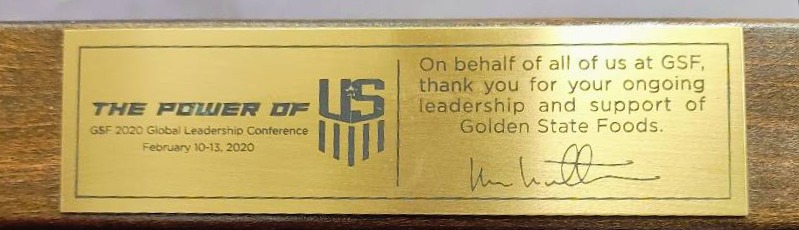 THE POWER OF US
GSF 2020 Global Leadership Conference
February 10-13, 2020
On behalf of all of us at GSF,
thank you for your ongoing
leadership and support of
Golden State Foods.